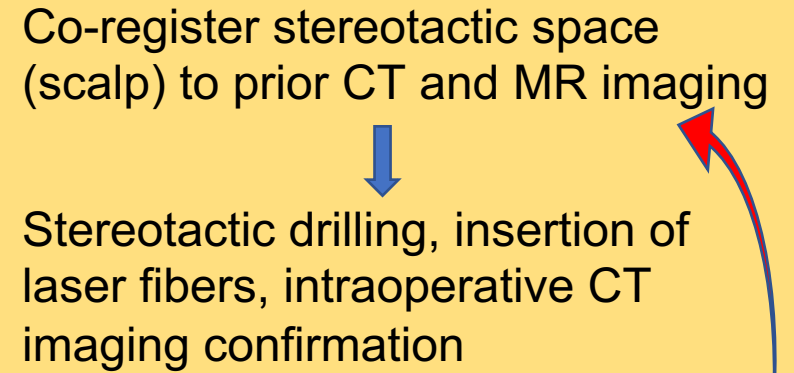 Co-register stereotactic space
(scalp) to prior CT and MR imaging
Stereotactic drilling, insertion of
laser fibers, intraoperative CT
imaging confirmation